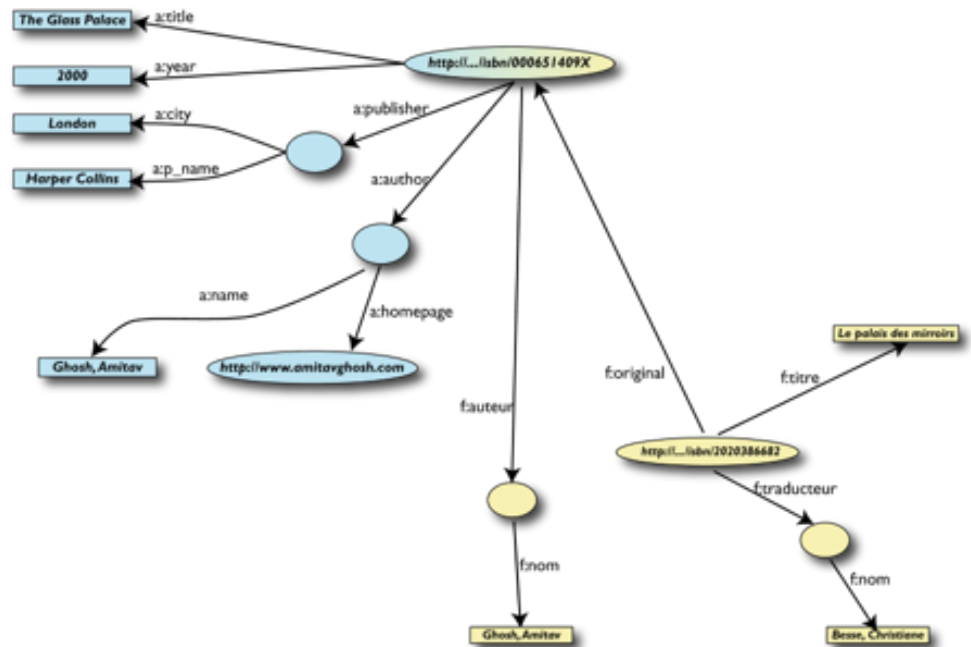 The Glass Palace
a:title
http://.../isbn/000651409X
2000
a:year
a:publisher
London
a:city
a:p_name
Harper Collins
a:author
a:name
a:homepage
Ghosh, Amitav
http://www.amitavghosh.com
Le palais des mirroirs
f:original
f:titre
f:auteur
http://.../isbn/2020386682
f:traducteur
f:nom
f:nom
Ghosh, Amitav
Besse, Christiane